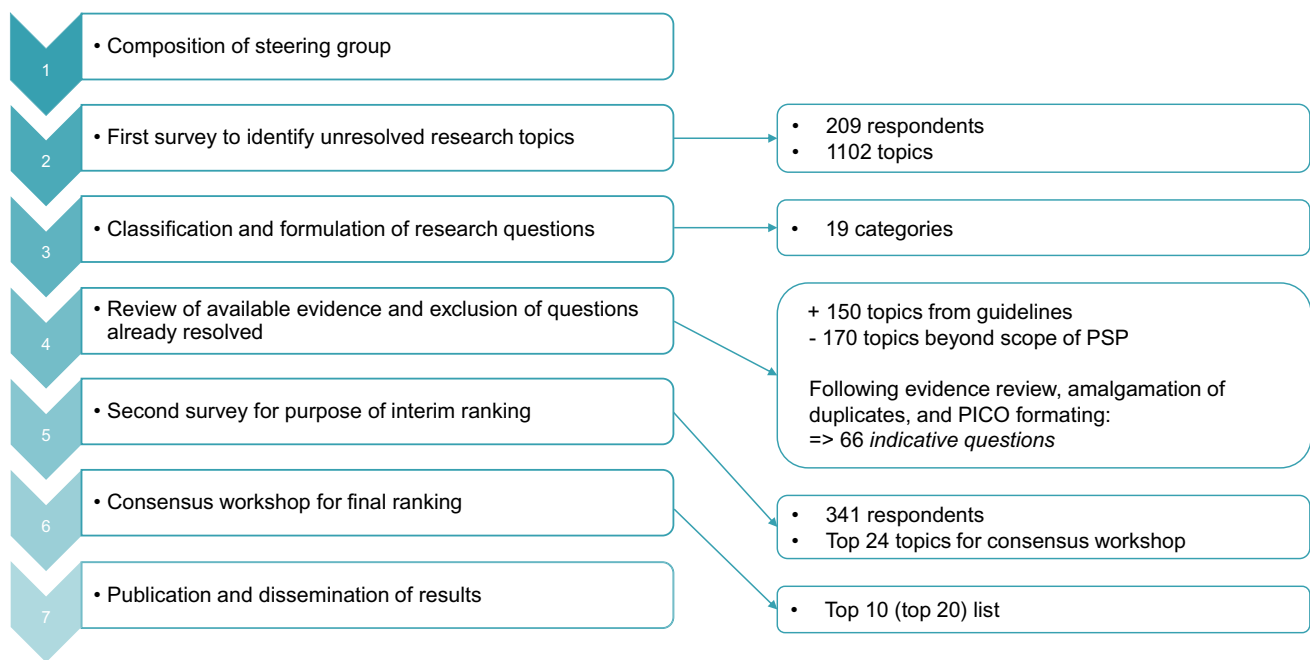 1
• Composition of steering group
2
• First survey to identify unresolved research topics
• 209 respondents
• 1102 topics
3
• Classification and formulation of research questions
• 19 categories
4
• Review of available evidence and exclusion of questions
already resolved
+ 150 topics from guidelines
- 170 topics beyond scope of PSP
Following evidence review, amalgamation of
duplicates, and PICO formating:
=> 66 indicative questions
5
• Second survey for purpose of interim ranking
• 341 respondents
• Top 24 topics for consensus workshop
6
• Consensus workshop for final ranking
• Top 10 (top 20) list
7
• Publication and dissemination of results